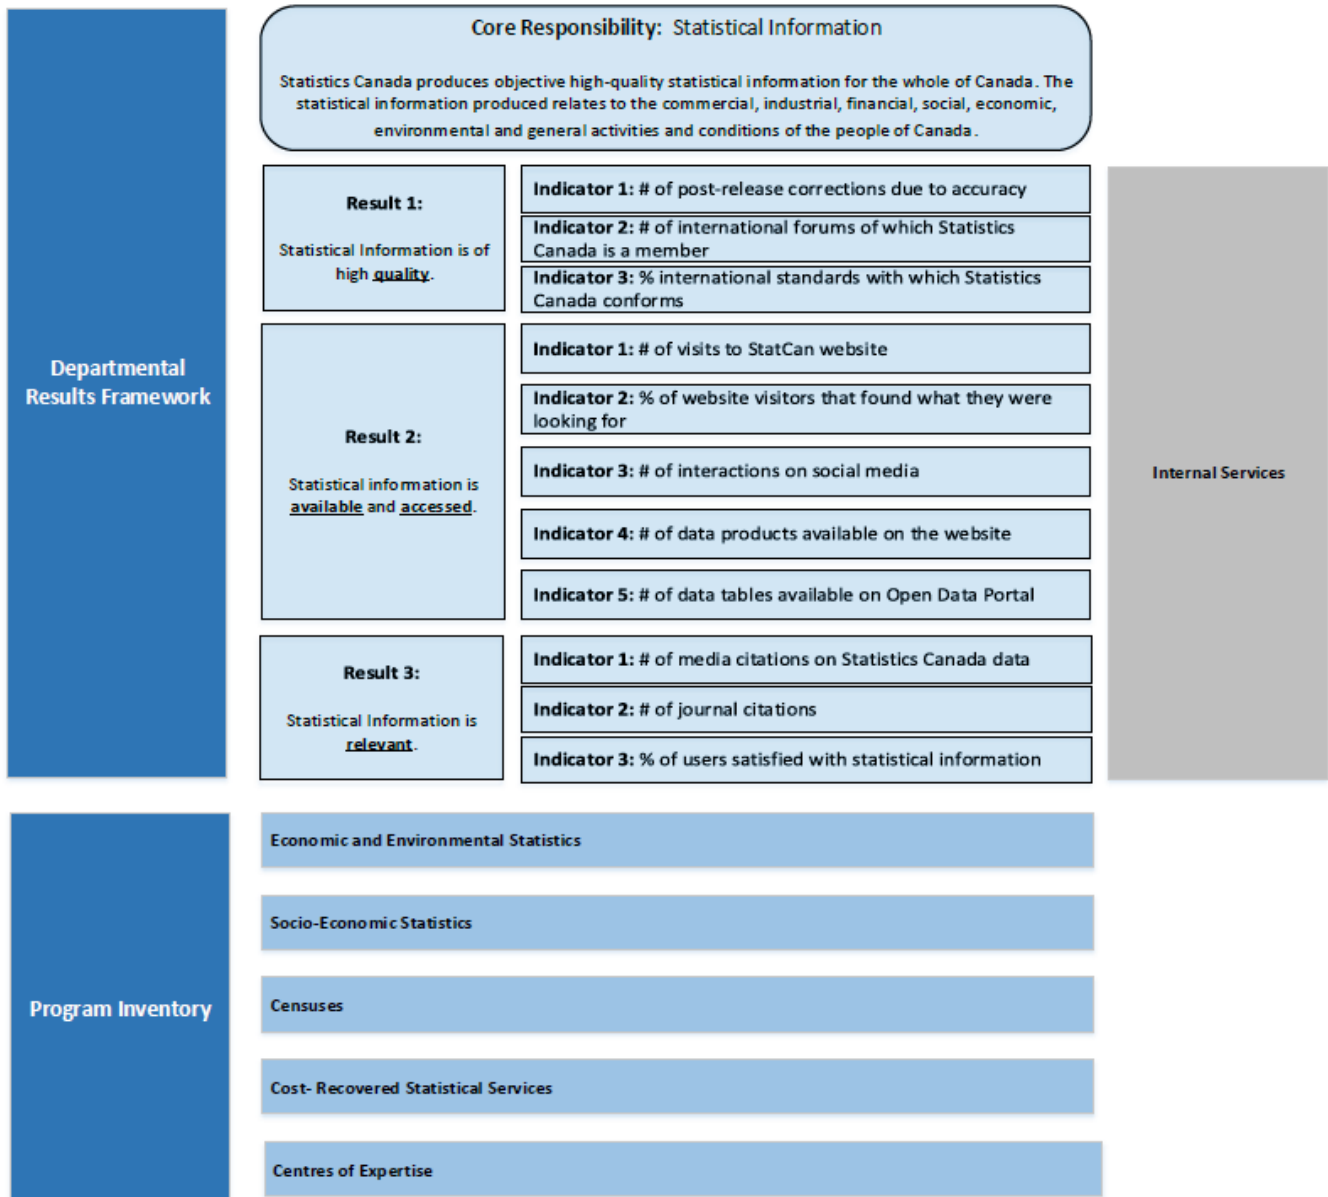 Core Responsibility: Statistical Information
Statistics Canada produces objective high-quality statistical information for the whole of Canada. The
statistical information produced relates to the commercial, industrial, financial, social, economic,
environmental and general activities and conditions of the people of Canada.
Departmental
Results Framework
Result 1:
Statistical Information is of
high quality.
Indicator 1: # of post-release corrections due to accuracy
Indicator 2: # of international forums of which Statistics
Canada is a member
Indicator 3: % international standards with which Statistics
Canada conforms
Result 2:
Statistical information is
available and accessed.
Indicator 1: # of visits to StatCan website
Indicator 2: % of website visitors that found what they were
looking for
Indicator 3: # of interactions on social media
Indicator 4: # of data products available on the website
Indicator 5: # of data tables available on Open Data Portal
Result 3:
Statistical Information is
relevant.
Indicator 1: # of media citations on Statistics Canada data
Indicator 2: # of journal citations
Indicator 3: % of users satisfied with statistical information
Internal Services
Program Inventory
Economic and Environmental Statistics
Socio-Economic Statistics
Censuses
Cost- Recovered Statistical Services
Centres of Expertise